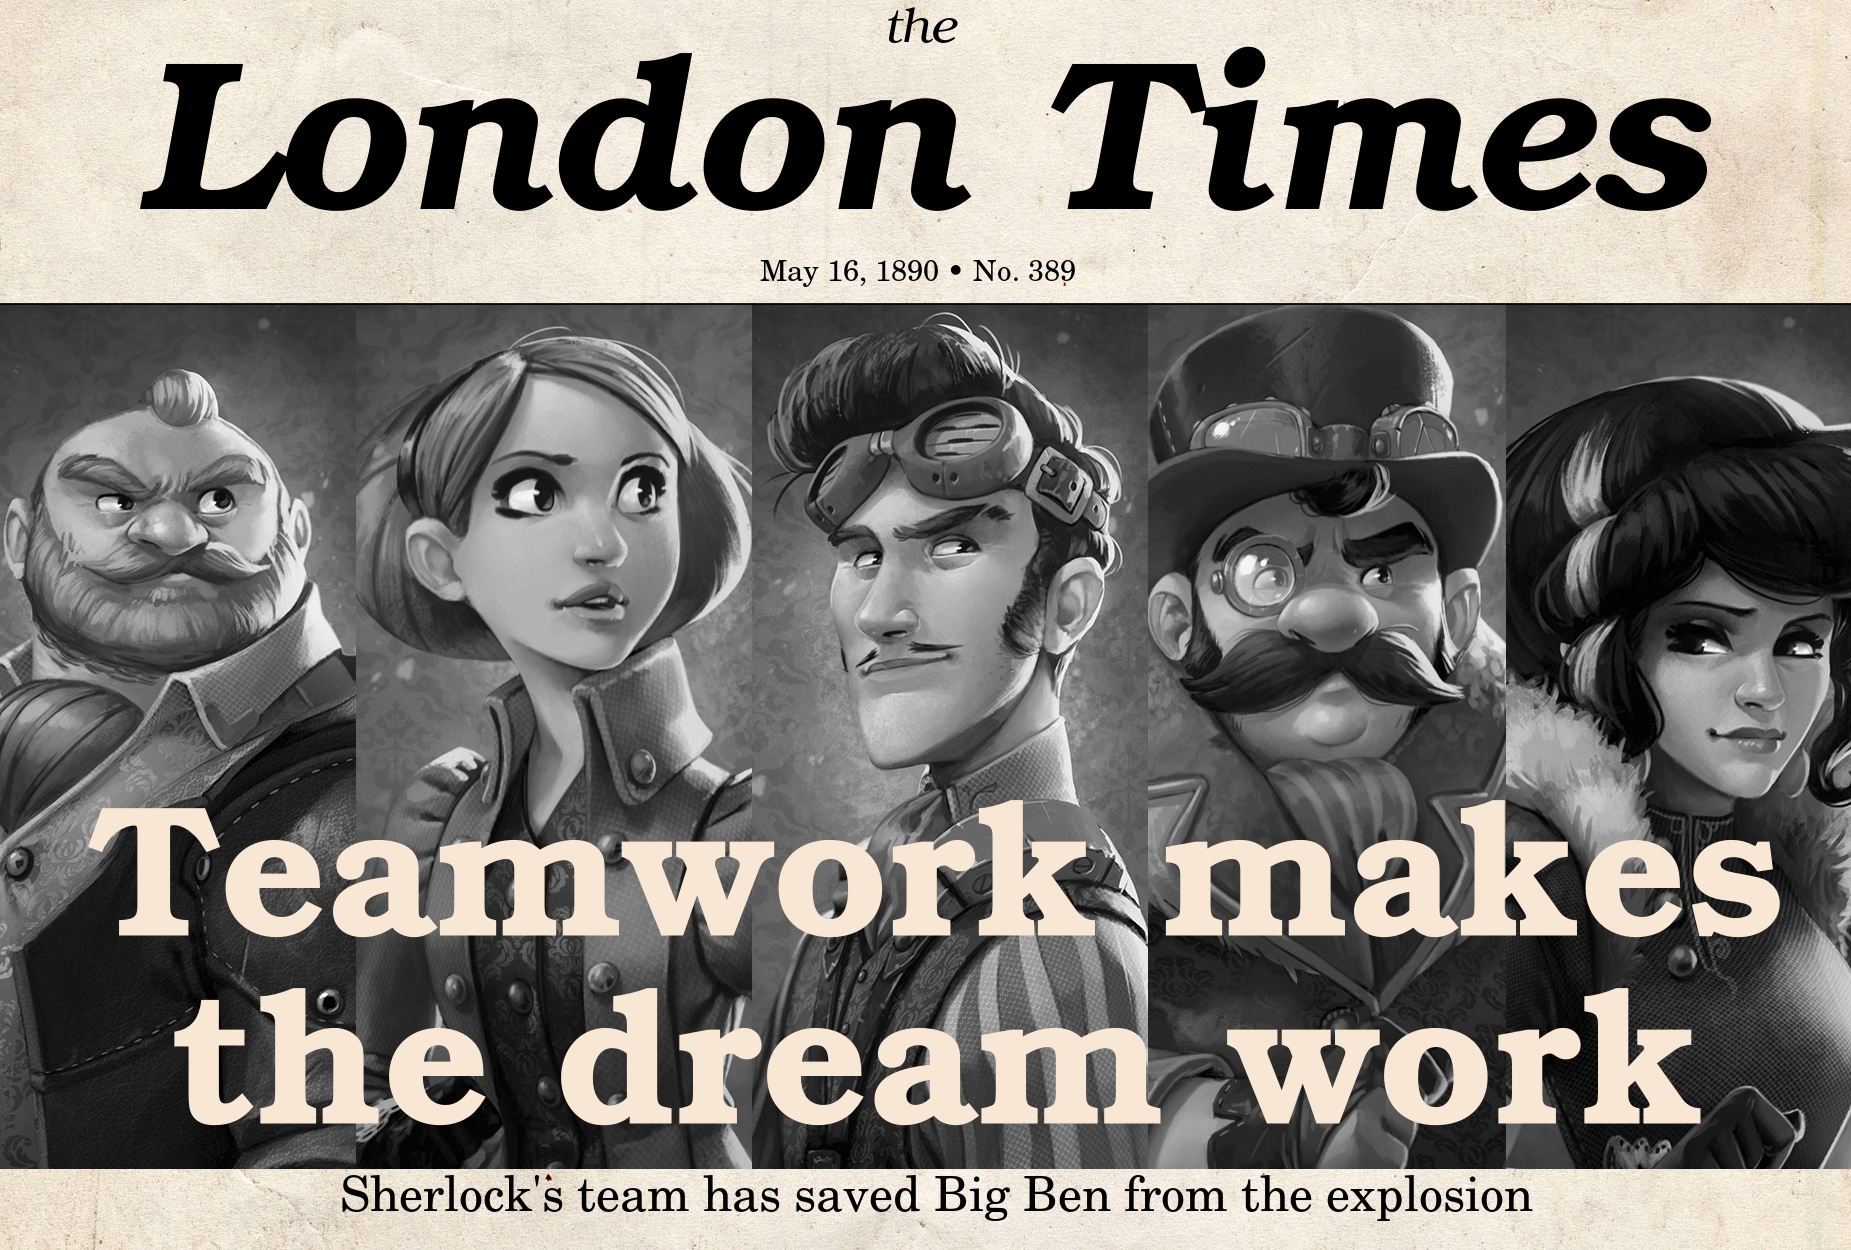 the
London Times
May 16, 1890 • No. 389
Teamwork makes
the dream work
Sherlock's team has saved Big Ben from the explosion